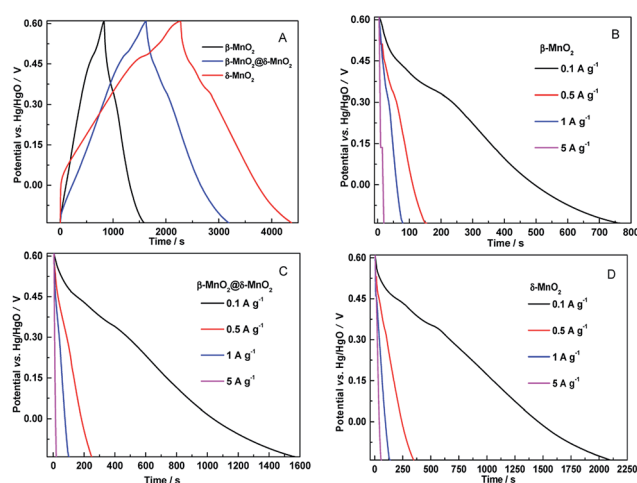 A
β-MnO2
β-MnO2@δ-MnO2
δ-MnO2
Potential vs. Hg/HgO / V
0.60
0.45
0.30
0.15
0.00
0 1000 2000 3000 4000
Time / s
B
β-MnO2
0.1 A g-1
0.5 A g-1
1 A g-1
5 A g-1
Potential vs. Hg/HgO / V
0.60
0.45
0.30
0.15
0.00
0 100 200 300 400 500 600 700 800
Time / s
C
β-MnO2@δ-MnO2
0.1 A g-1
0.5 A g-1
1 A g-1
5 A g-1
Potential vs. Hg/HgO / V
0.60
0.45
0.30
0.15
0.00
0 200 400 600 800 1000 1200 1400 1600
Time / s
D
δ-MnO2
0.1 A g-1
0.5 A g-1
1 A g-1
5 A g-1
Potential vs. Hg/HgO / V
0.60
0.45
0.30
0.15
0.00
0 250 500 750 1000 1250 1500 1750 2000 2250
Time / s